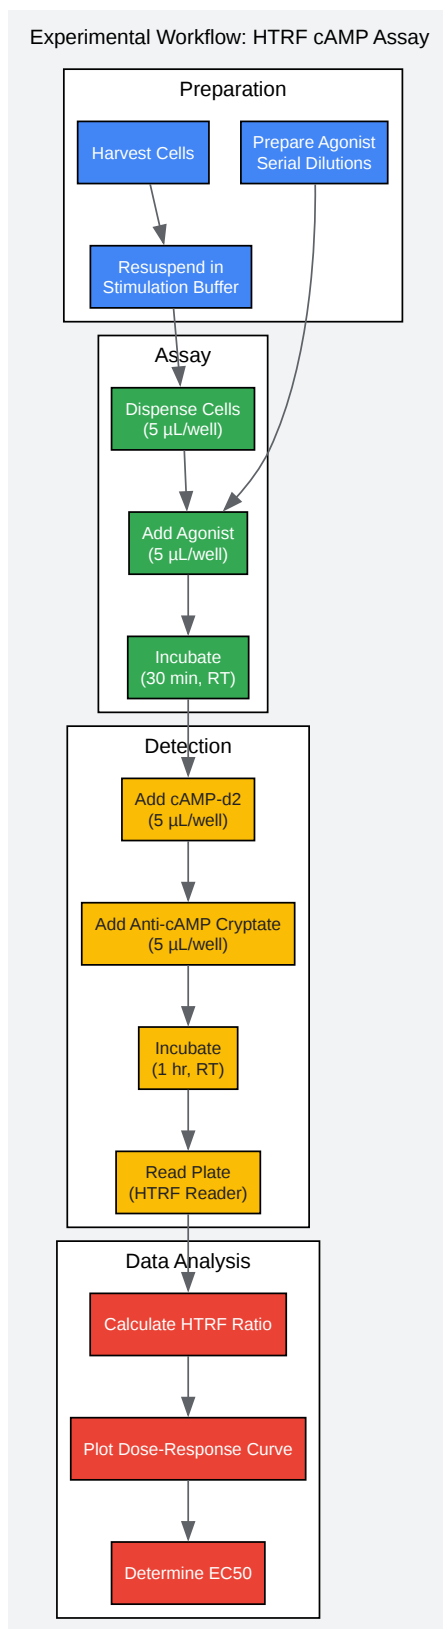 Experimental Workflow: HTRF cAMP Assay
Preparation
Harvest Cells
Prepare Agonist
Serial Dilutions
Resuspend in
Stimulation Buffer
Assay
Dispense Cells
(5 µL/well)
Add Agonist
(5 µL/well)
Incubate
(30 min, RT)
Detection
Add cAMP-d2
(5 µL/well)
Add Anti-cAMP Cryptate
(5 µL/well)
Incubate
(1 hr, RT)
Read Plate
(HTRF Reader)
Data Analysis
Calculate HTRF Ratio
Plot Dose-Response Curve
Determine EC50